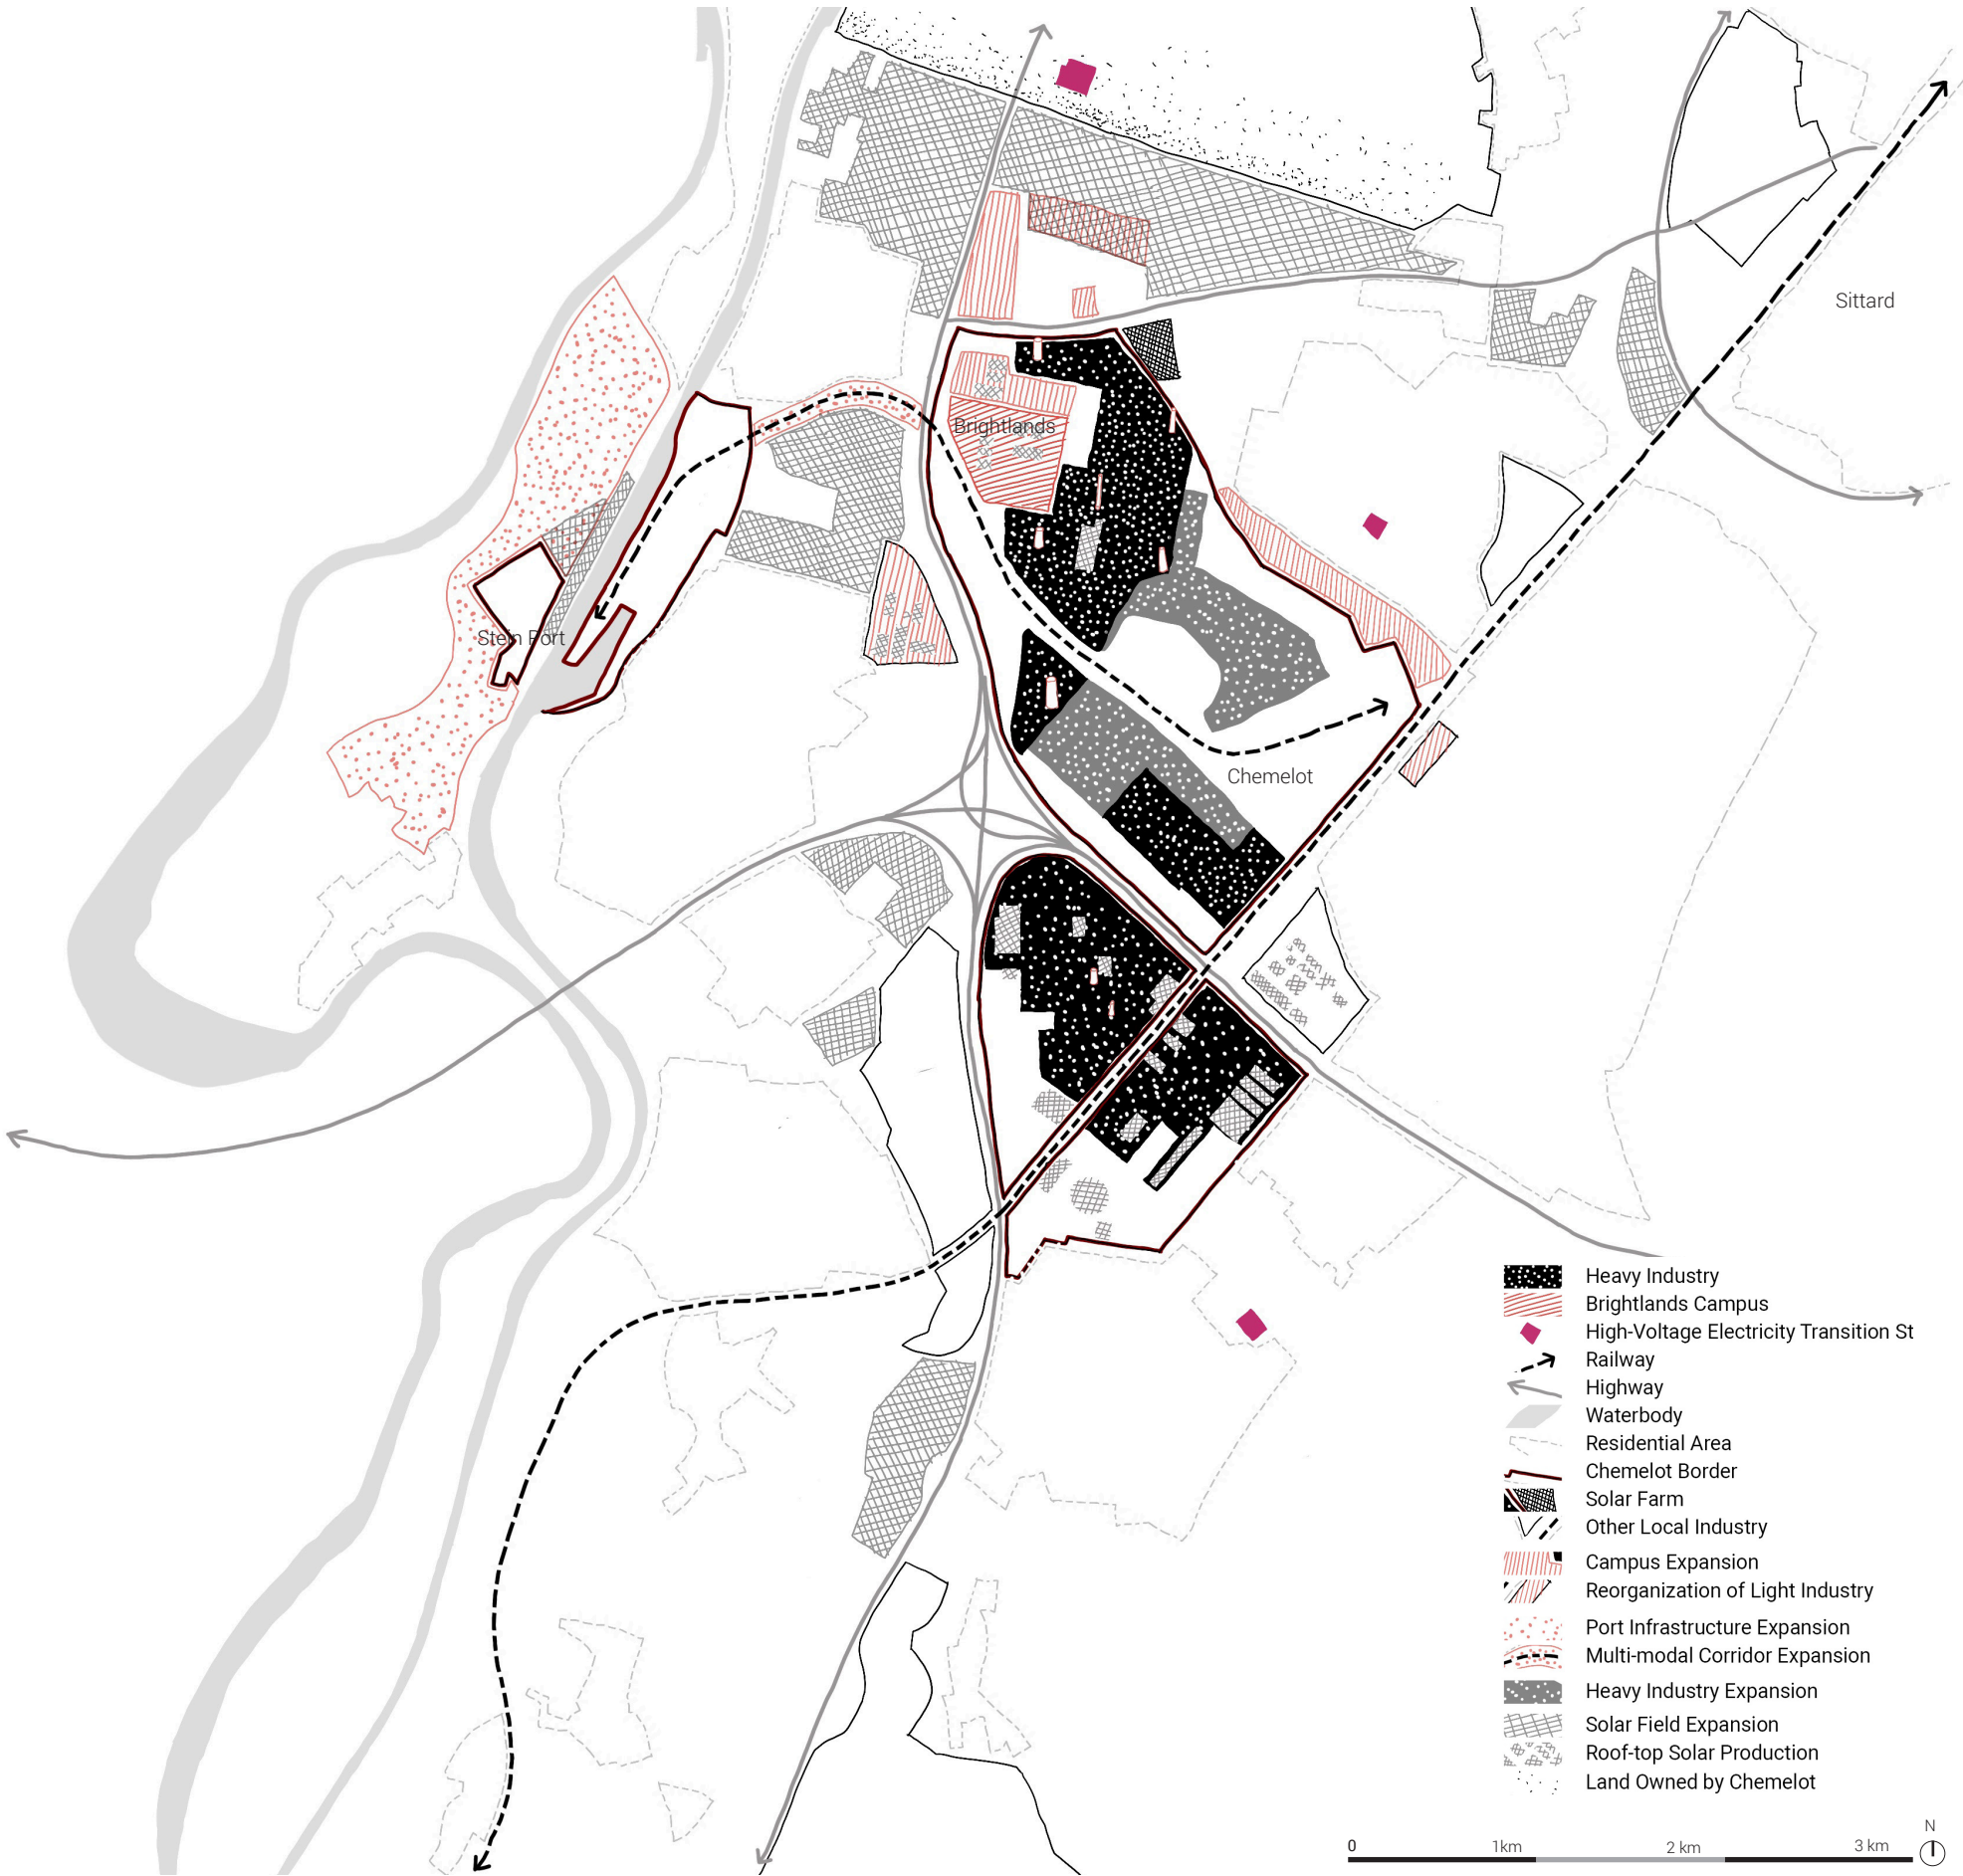 Sittard
Brightlands
Stein Port
Chemelot
Heavy Industry
Brightlands Campus
High-Voltage Electricity Transition St
Railway
Highway
Waterbody
Residential Area
Chemelot Border
Solar Farm
Other Local Industry
Campus Expansion
Reorganization of Light Industry
Port Infrastructure Expansion
Multi-modal Corridor Expansion
Heavy Industry Expansion
Solar Field Expansion
Roof-top Solar Production
Land Owned by Chemelot
N
0 1km 2 km 3 km